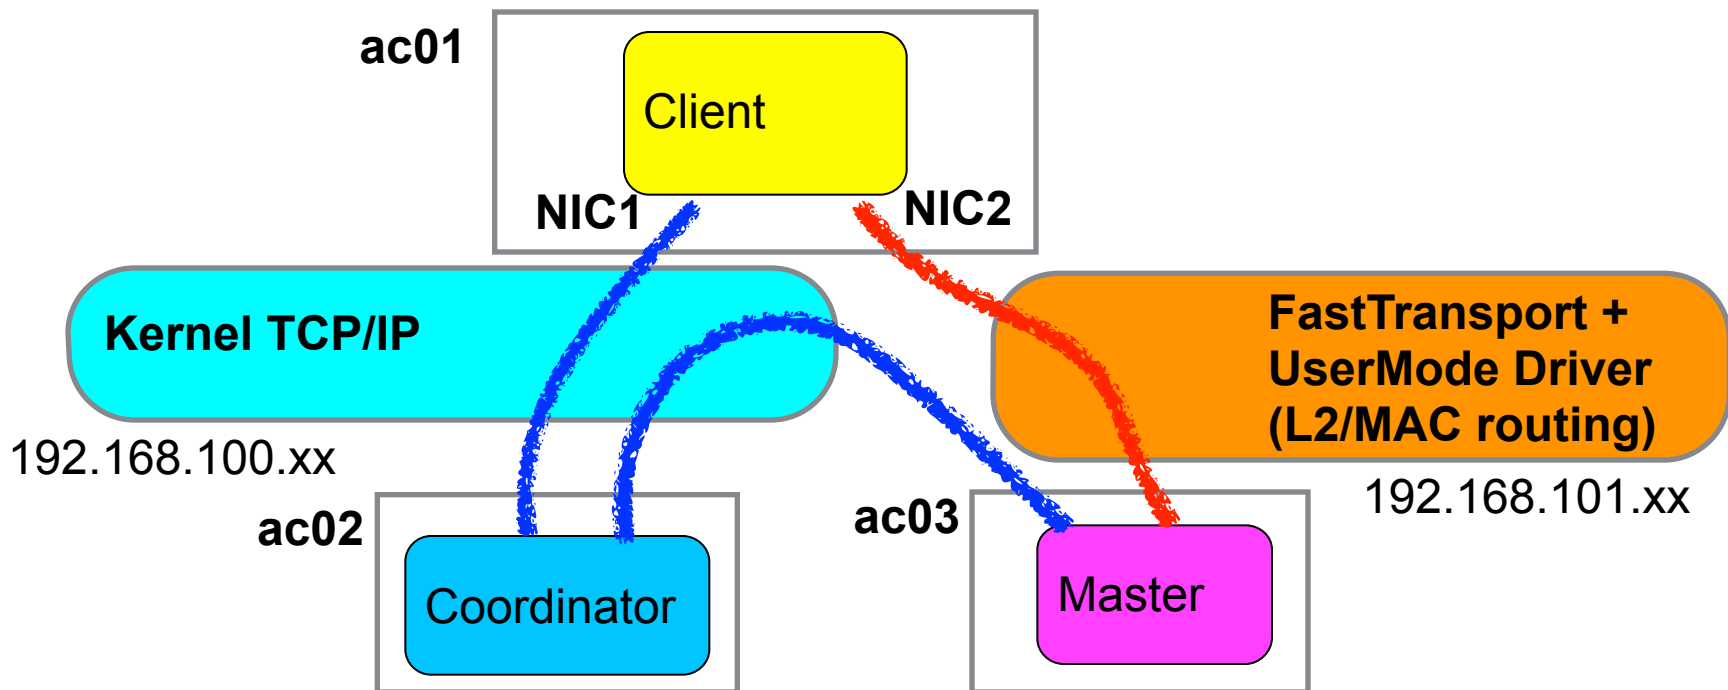 ac01
Client
NIC1
NIC2
Kernel TCP/IP
FastTransport +
UserMode Driver
(L2/MAC routing)
192.168.100.xx
192.168.101.xx
ac02
ac03
Coordinator
Master